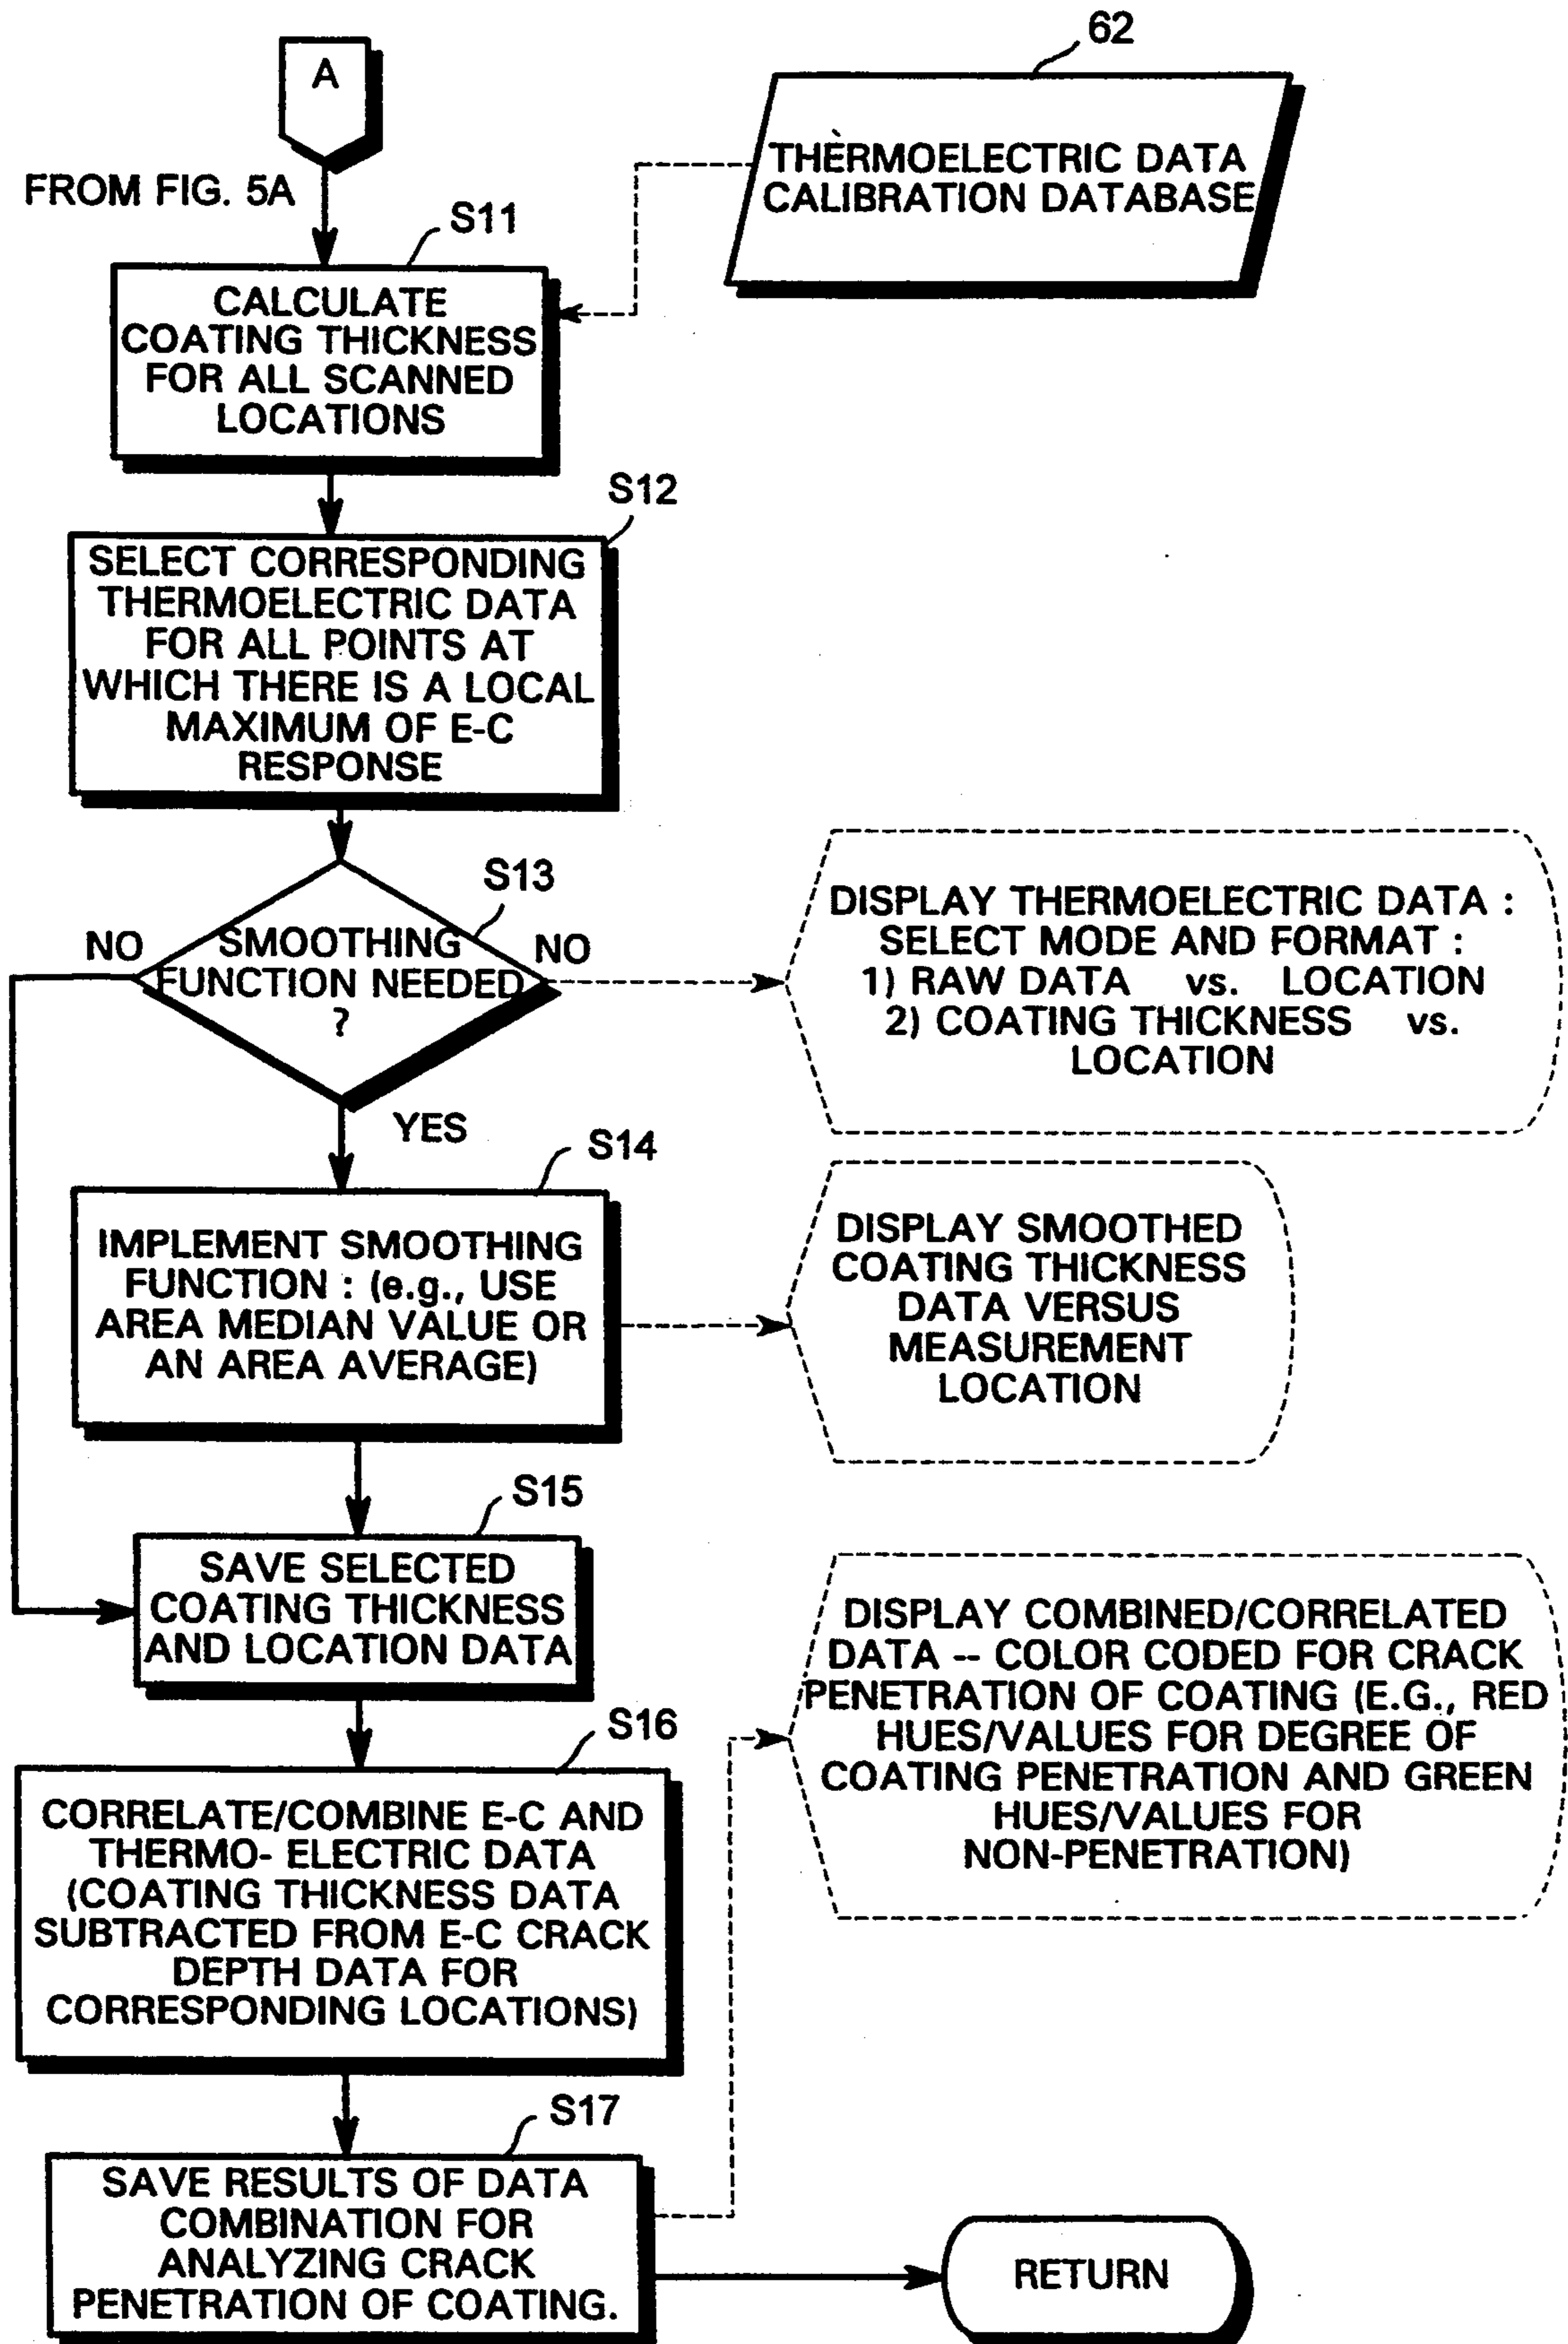 A
62
FROM FIG. 5A
THERMOELECTRIC DATA
CALIBRATION DATABASE
S11
CALCULATE
COATING THICKNESS
FOR ALL SCANNED
LOCATIONS
S12
SELECT CORRESPONDING
THERMOELECTRIC DATA
FOR ALL POINTS AT
WHICH THERE IS A LOCAL
MAXIMUM OF E-C
RESPONSE
S13
NO
SMOOTHING
FUNCTION NEEDED
?
NO
YES
DISPLAY THERMOELECTRIC DATA :
SELECT MODE AND FORMAT :
1) RAW DATA vs. LOCATION
2) COATING THICKNESS vs.
LOCATION
S14
IMPLEMENT SMOOTHING
FUNCTION : (e.g., USE
AREA MEDIAN VALUE OR
AN AREA AVERAGE)
DISPLAY SMOOTHED
COATING THICKNESS
DATA VERSUS
MEASUREMENT
LOCATION
S15
SAVE SELECTED
COATING THICKNESS
AND LOCATION DATA
DISPLAY COMBINED/CORRELATED
DATA -- COLOR CODED FOR CRACK
PENETRATION OF COATING (E.G., RED
HUES/VALUES FOR DEGREE OF
COATING PENETRATION AND GREEN
HUES/VALUES FOR
NON-PENETRATION)
S16
CORRELATE/COMBINE E-C AND
THERMO- ELECTRIC DATA
(COATING THICKNESS DATA
SUBTRACTED FROM E-C CRACK
DEPTH DATA FOR
CORRESPONDING LOCATIONS)
S17
SAVE RESULTS OF DATA
COMBINATION FOR
ANALYZING CRACK
PENETRATION OF COATING.
RETURN